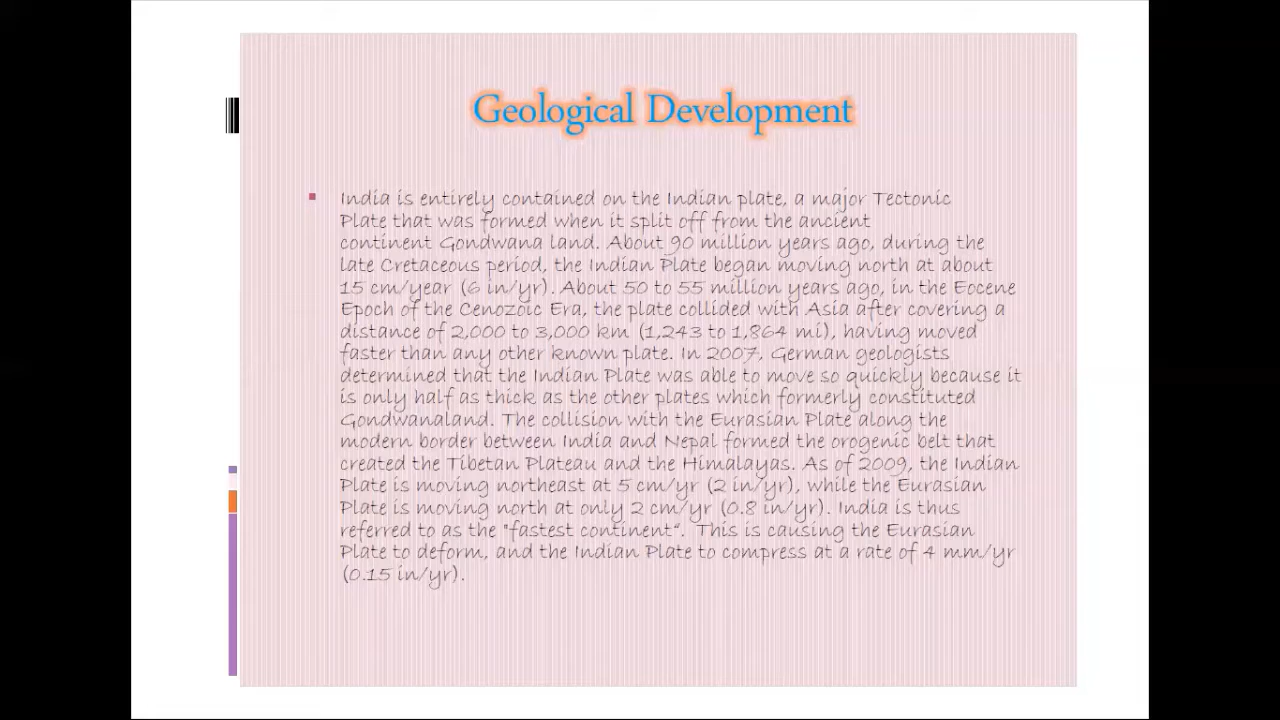 Geological Development
India is entirely contained on the Indian plate, a major Tectonic
Plate that was formed when it split off from the ancient
continent Gondwana land. About 90 million years ago, during the
late Cretaceous period, the Indian Plate began moving north at about
15 cm/year (6 in/yr). About 50 to 55 million years ago, in the Eocene
Epoch of the Cenozoic Era, the plate collided with Asia after covering a
distance of 2,000 to 3,000 km (1,243 to 1,864 mi), having moved
faster than any other known plate. In 2007, German geologists
determined that the Indian Plate was able to move so quickly because it
is only half as thick as the other plates which formerly constituted
Gondwanaland. The collision with the Eurasian Plate along the
modern border between India and Nepal formed the orogenic belt that
created the Tibetan Plateau and the Himalayas. As of 2009, the Indian
Plate is moving northeast at 5 cm/yr (2 in/yr), while the Eurasian
Plate is moving north at only 2 cm/yr (0.8 in/yr). India is thus
referred to as the "fastest continent“. This is causing the Eurasian
Plate to deform, and the Indian Plate to compress at a rate of 4 mm/yr
(0.15 in/yr).